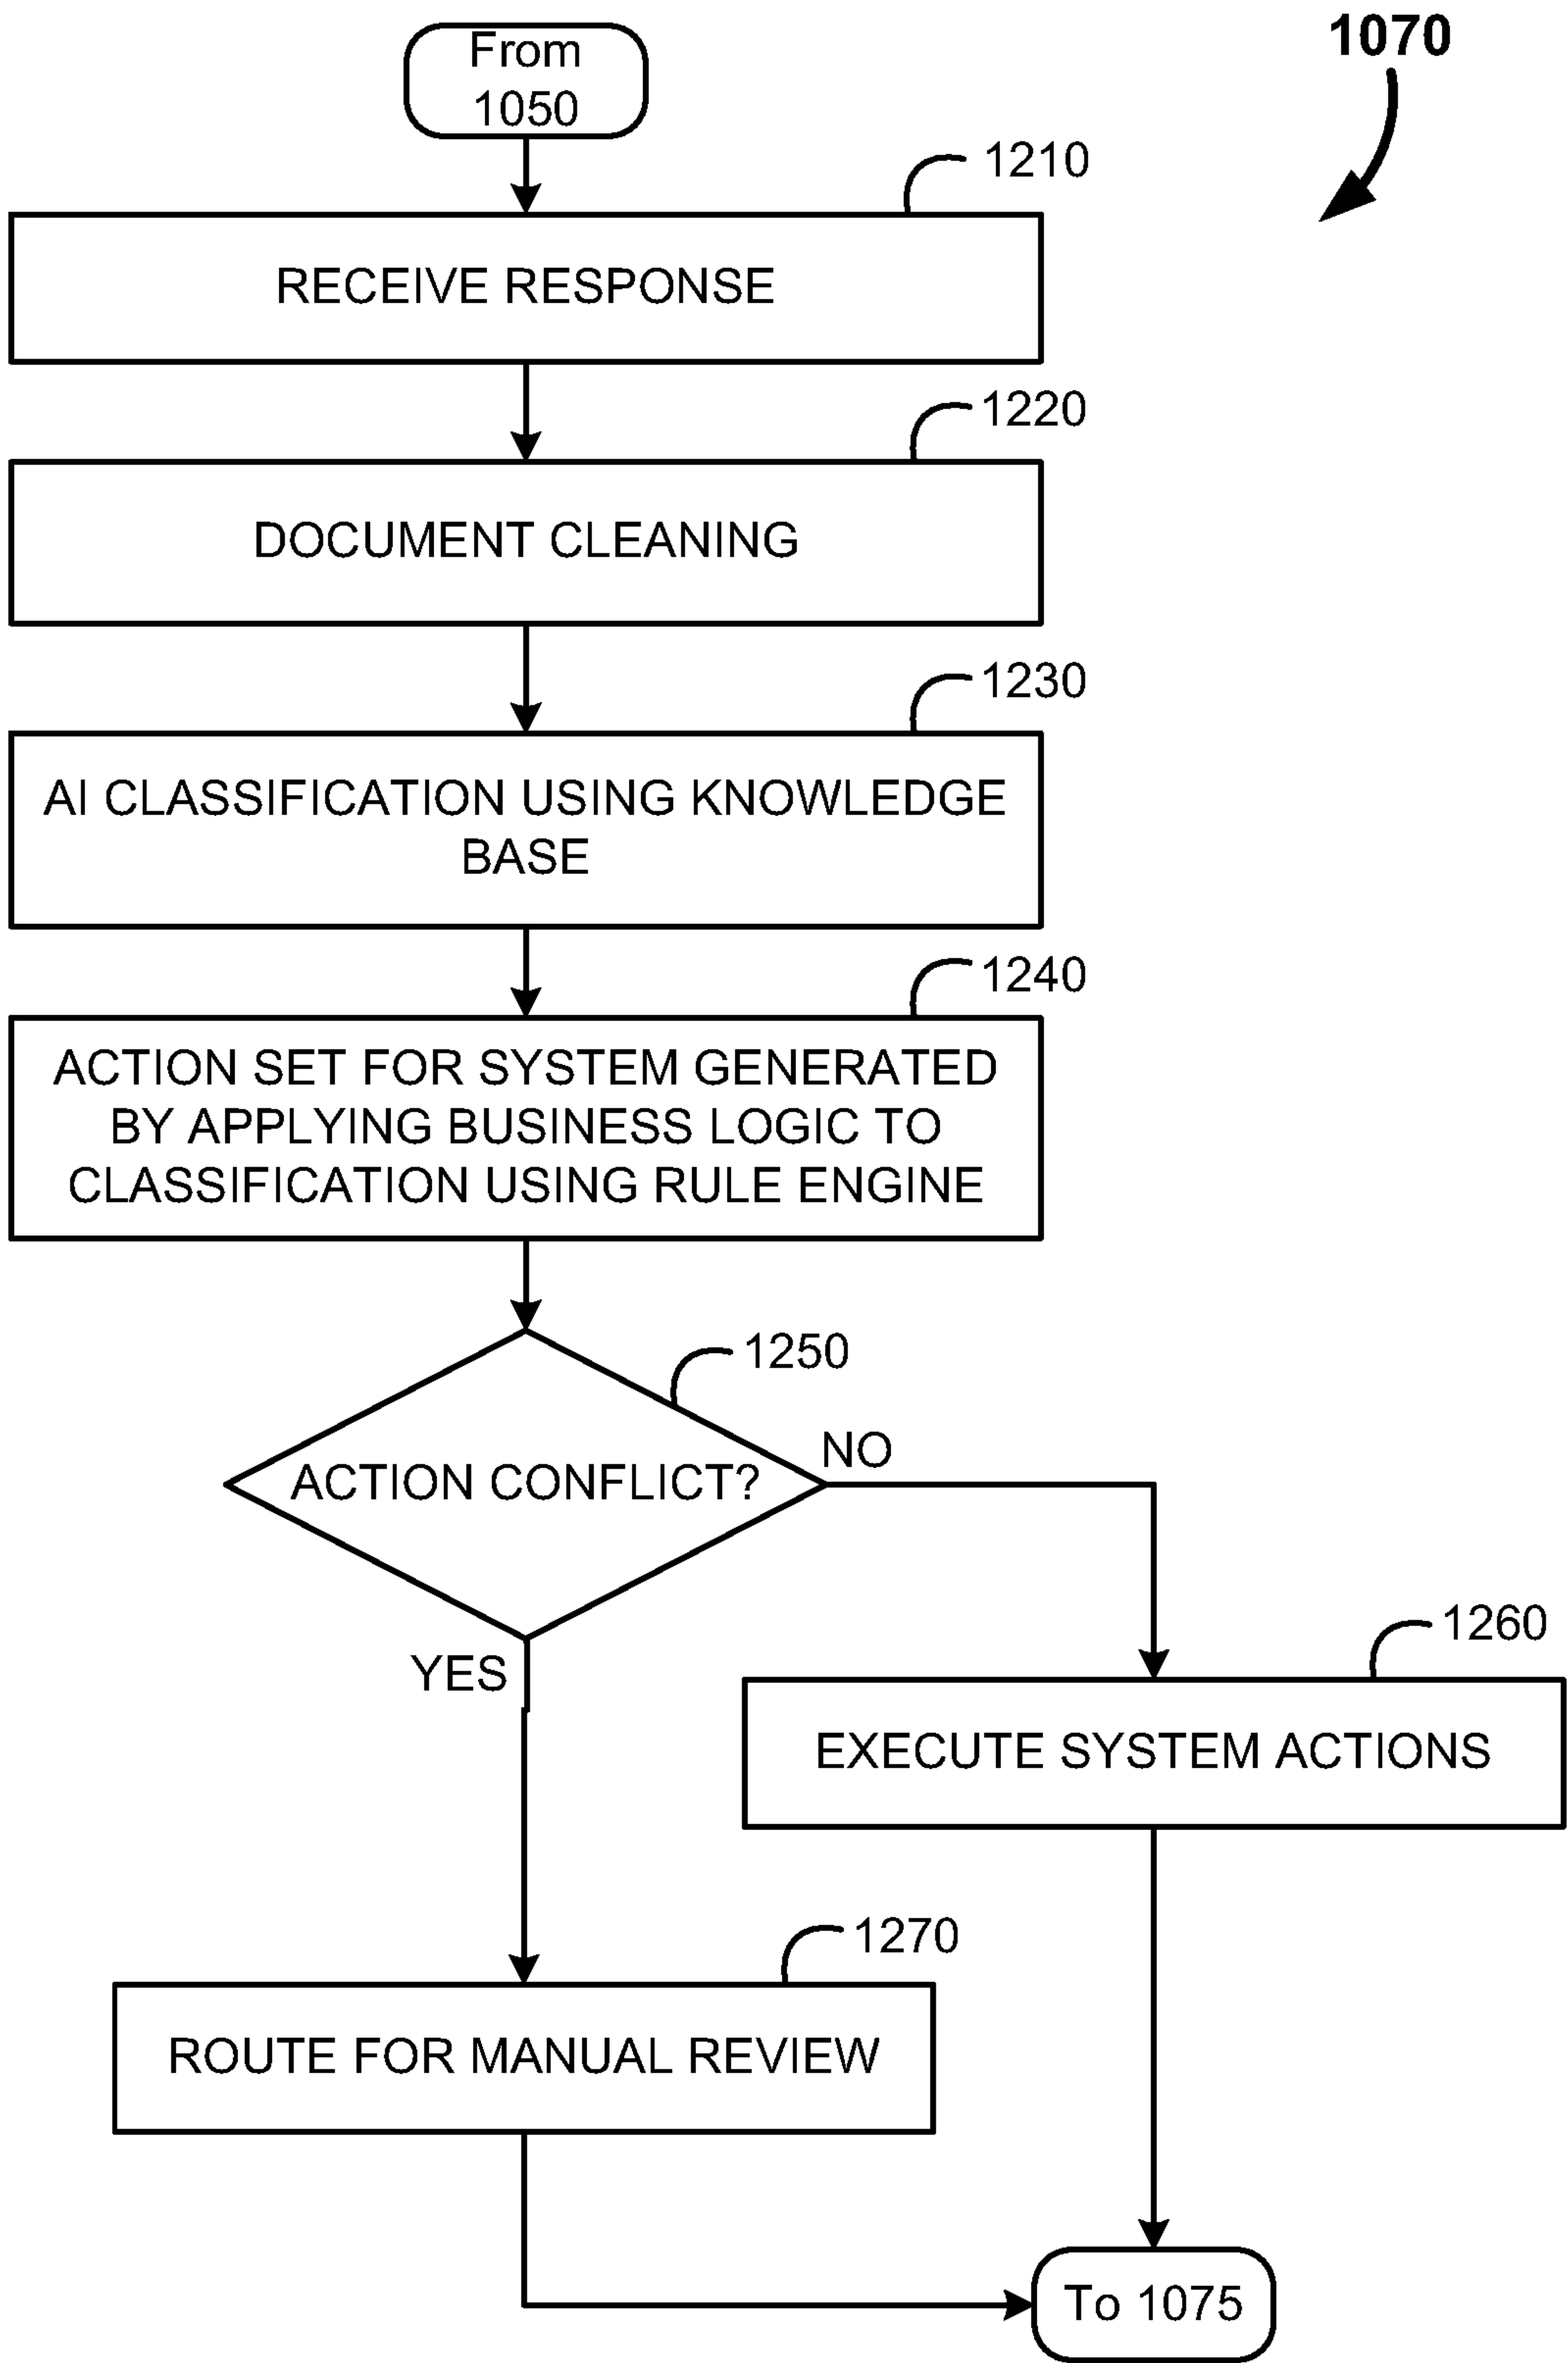 1070
From
1050
1210
RECEIVE RESPONSE
1220
DOCUMENT CLEANING
1230
AI CLASSIFICATION USING KNOWLEDGE
BASE
1240
ACTION SET FOR SYSTEM GENERATED
BY APPLYING BUSINESS LOGIC TO
CLASSIFICATION USING RULE ENGINE
1250
ACTION CONFLICT?
NO
YES
1260
EXECUTE SYSTEM ACTIONS
1270
ROUTE FOR MANUAL REVIEW
To 1075